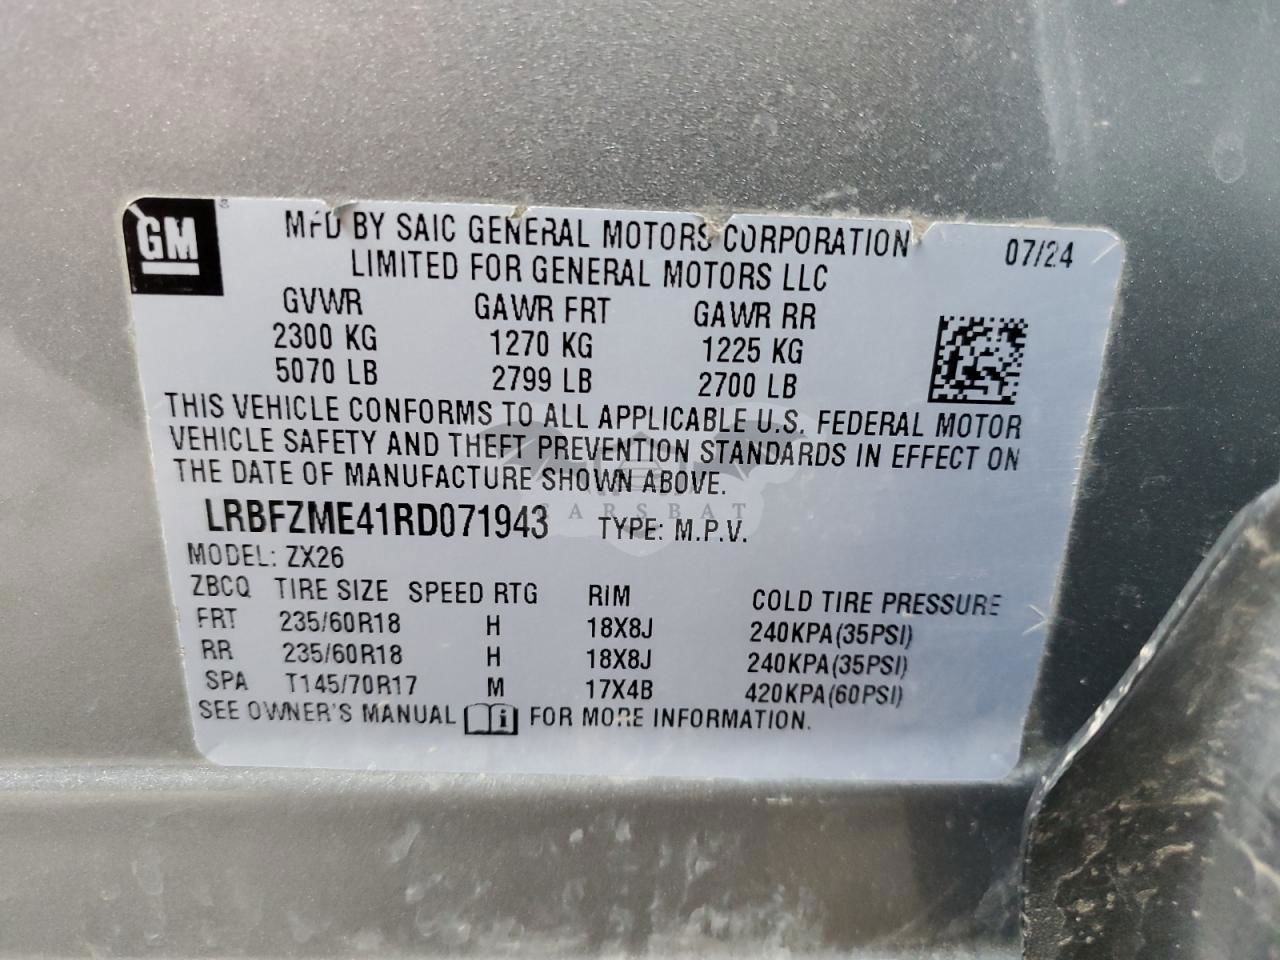 GM
MFD BY SAIC GENERAL MOTORS CORPORATION 07/24
LIMITED FOR GENERAL MOTORS LLC
GVWR GAWR FRT GAWR RR
2300 KG 1270 KG 1225 KG
5070 LB 2799 LB 2700 LB
THIS VEHICLE CONFORMS TO ALL APPLICABLE U.S. FEDERAL MOTOR
VEHICLE SAFETY AND THEFT PREVENTION STANDARDS IN EFFECT ON
THE DATE OF MANUFACTURE SHOWN ABOVE.
CARSBAT
LRBFZME41RD071943 TYPE: M.P.V.
MODEL: ZX26
ZBCQ TIRE SIZE SPEED RTG RIM COLD TIRE PRESSURE
FRT 235/60R18 H 18X8J 240KPA(35PSI)
RR 235/60R18 H 18X8J 240KPA(35PSI)
SPA T145/70R17 M 17X4B 420KPA(60PSI)
SEE OWNER'S MANUAL i FOR MORE INFORMATION.